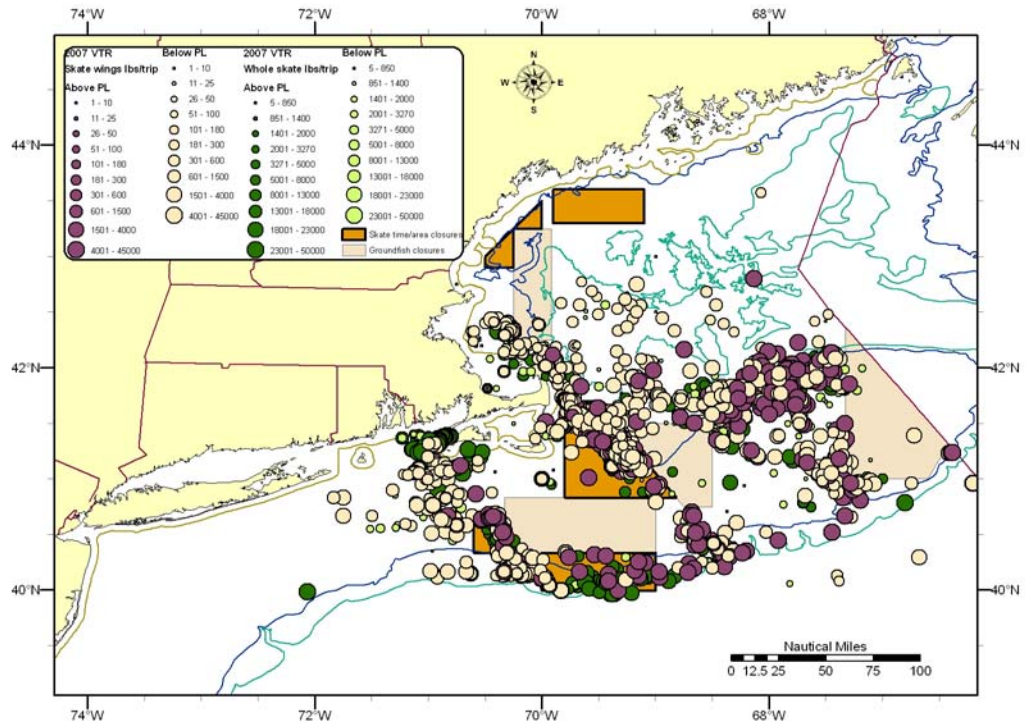 74°W 72°W 70°W 68°W
2007 VTR
Skate wings lbs/trip
Above PL
1 - 10
11 - 25
26 - 50
51 - 100
101 - 180
181 - 300
301 - 600
601 - 1500
1501 - 4000
4001 - 45000
Below PL
1 - 10
11 - 25
26 - 50
51 - 100
101 - 180
181 - 300
301 - 600
601 - 1500
1501 - 4000
4001 - 45000
2007 VTR
Whole skate lbs/trip
Above PL
5 - 850
851 - 1400
1401 - 2000
2001 - 3270
3271 - 5000
5001 - 8000
8001 - 13000
13001 - 18000
18001 - 23000
23001 - 50000
Below PL
5 - 850
851 - 1400
1401 - 2000
2001 - 3270
3271 - 5000
5001 - 8000
8001 - 13000
13001 - 18000
18001 - 23000
23001 - 50000
Skate time/area closures
Groundfish closures
N
W E
S
44°N 44°N
42°N 42°N
40°N 40°N
Nautical Miles
0 12.5 25 50 75 100
74°W 72°W 70°W 68°W